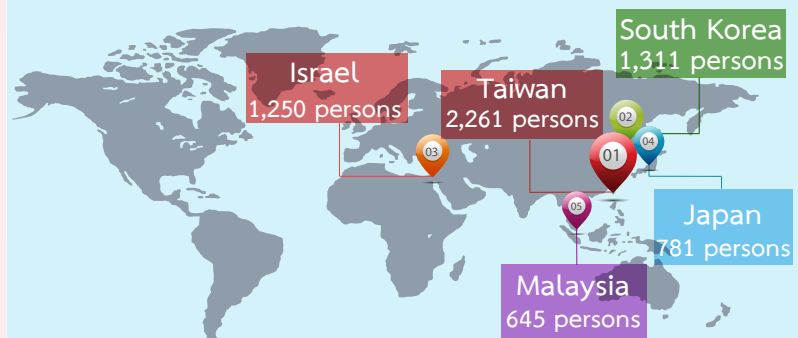 South Korea
1,311 persons
Israel
1,250 persons
Taiwan
2,261 persons
02
04
03
01
05
Japan
781 persons
Malaysia
645 persons